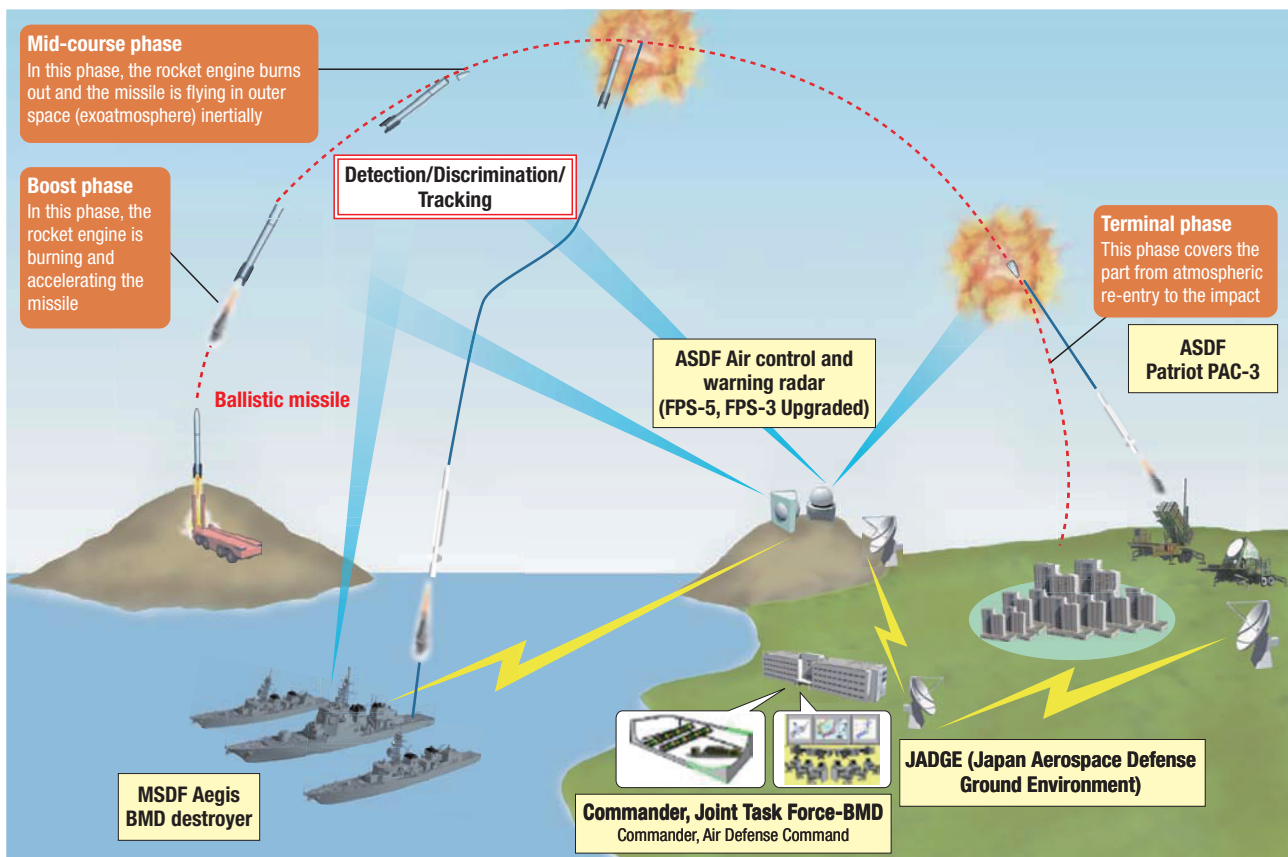 Mid-course phase
In this phase, the rocket engine burns
out and the missile is flying in outer
space (exoatmosphere) inertially
Boost phase
In this phase, the
rocket engine is
burning and
accelerating the
missile
Detection/Discrimination/
Tracking
Terminal phase
This phase covers the
part from atmospheric
re-entry to the impact
ASDF
Patriot PAC-3
ASDF Air control and
warning radar
(FPS-5, FPS-3 Upgraded)
Ballistic missile
MSDF Aegis
BMD destroyer
JADGE (Japan Aerospace Defense
Ground Environment)
Commander, Joint Task Force-BMD
Commander, Air Defense Command